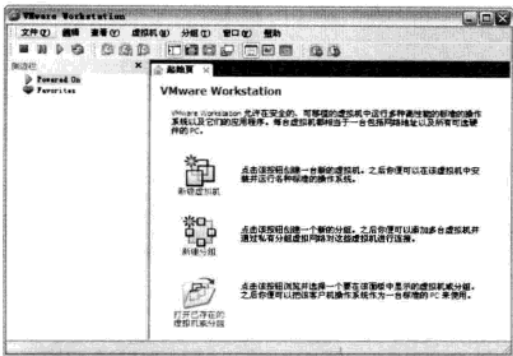 VMware Workstation
文件(F) 编辑 查看(V) 虚拟机(M) 分组(T) 窗口(W) 帮助
侧边栏 × 起始页 ×
Powered On
Favorites
VMware Workstation
VMware Workstation 允许在安全的、可移植的虚拟机中运行多种高性能的标准的操作
系统以及它们的应用程序。每台虚拟机都相当于一台包括网络地址以及所有可选硬
件的 PC。
点击该按钮创建一台新的虚拟机。之后你便可以在该虚拟机中安
装并运行各种标准的操作系统。
新建虚拟机
点击该按钮创建一个新的分组。之后你便可以添加多台虚拟机并
通过私有分组虚拟网络对这些虚拟机进行连接。
新建分组
点击该按钮浏览并选择一个要在该面板中显示的虚拟机或分组。
之后你便可以把该客户机操作系统作为一台标准的 PC 来使用。
打开已存在的
虚拟机或分组